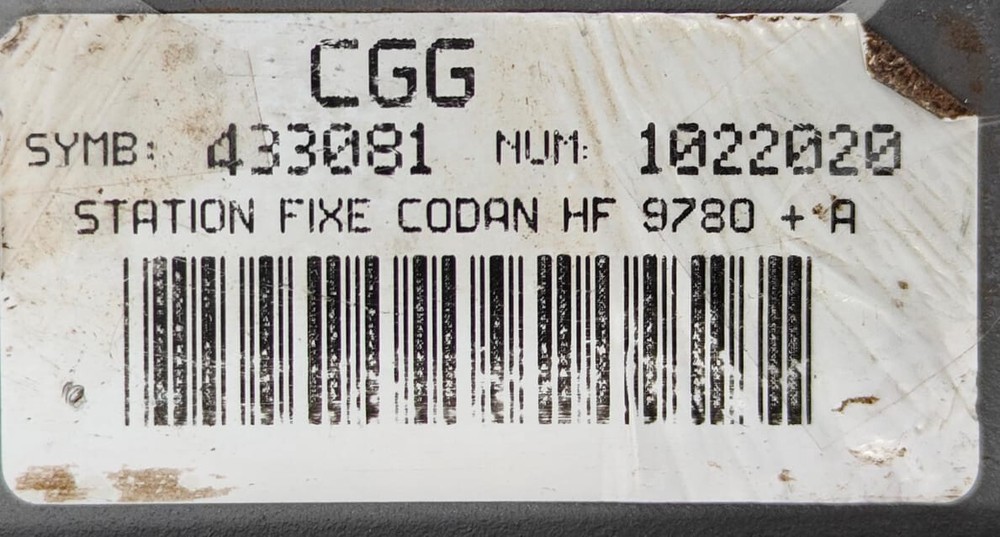 CGG
SYMB: 433081 NUM: 1022020
STATION FIXE CODAN HF 9780 + A